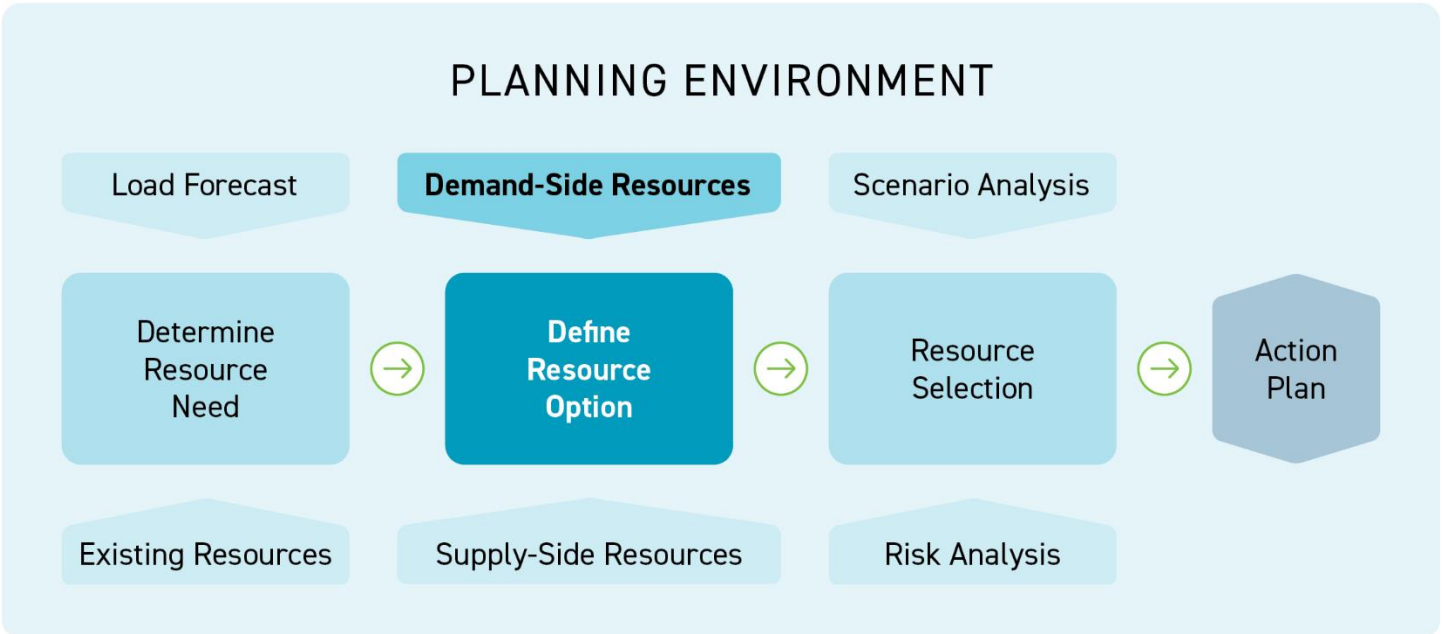 PLANNING ENVIRONMENT
Load Forecast
Demand-Side Resources
Scenario Analysis
Determine
Resource
Need
Define
Resource
Option
Resource
Selection
Action
Plan
Existing Resources
Supply-Side Resources
Risk Analysis